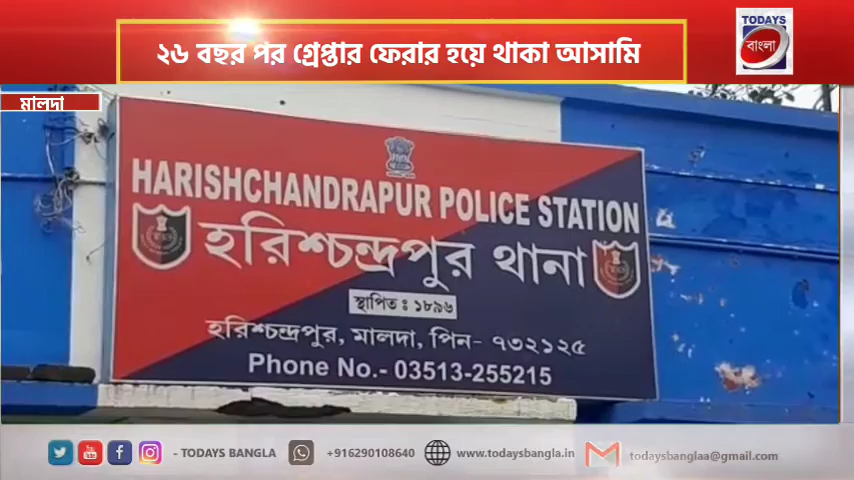 ২৬ বছর পর গ্রেপ্তার ফেরার হয়ে থাকা আসামি
TODAYS
বাংলা
মালদা
HARISHCHANDRAPUR POLICE STATION
হরিশ্চন্দ্রপুর থানা
স্থাপিত ঃ ১৮৯৬
হরিশ্চন্দ্রপুর, মালদা, পিন- ৭৩২১২৫
Phone No.- 03513-255215
- TODAYS BANGLA +916290108640 www.todaysbangla.in todaysbanglaa@gmail.com